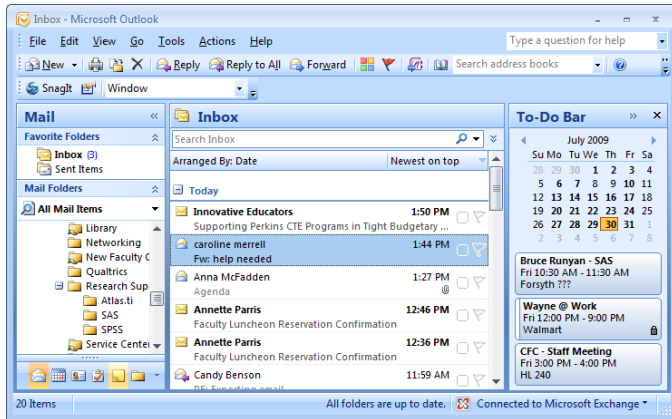 Inbox - Microsoft Outlook
File Edit View Go Tools Actions Help
Type a question for help
New Reply Reply to All Forward Search address books
SnagIt Window
Mail
Favorite Folders
Inbox (3)
Sent Items
Mail Folders
All Mail Items
Library
Networking
New Faculty C
Qualtrics
Research Sup
Atlas.ti
SAS
SPSS
Service Center
Inbox
Search Inbox
Arranged By: Date Newest on top
Today
Innovative Educators 1:50 PM
Supporting Perkins CTE Programs in Tight Budgetary ...
caroline merrell 1:44 PM
Fw: help needed
Anna McFadden 1:27 PM
Agenda
Annette Parris 12:46 PM
Faculty Luncheon Reservation Confirmation
Annette Parris 12:36 PM
Faculty Luncheon Reservation Confirmation
Candy Benson 11:59 AM
RE: Exporting email
To-Do Bar
July 2009
Su Mo Tu We Th Fr Sa
28 29 30 1 2 3 4
5 6 7 8 9 10 11
12 13 14 15 16 17 18
19 20 21 22 23 24 25
26 27 28 29 30 31 1
2 3 4 5 6 7 8
Bruce Runyan - SAS
Fri 10:30 AM - 11:30 AM
Forsyth ???
Wayne @ Work
Fri 12:00 PM - 9:00 PM
Walmart
CFC - Staff Meeting
Fri 3:00 PM - 4:00 PM
HL 240
20 Items All folders are up to date. Connected to Microsoft Exchange